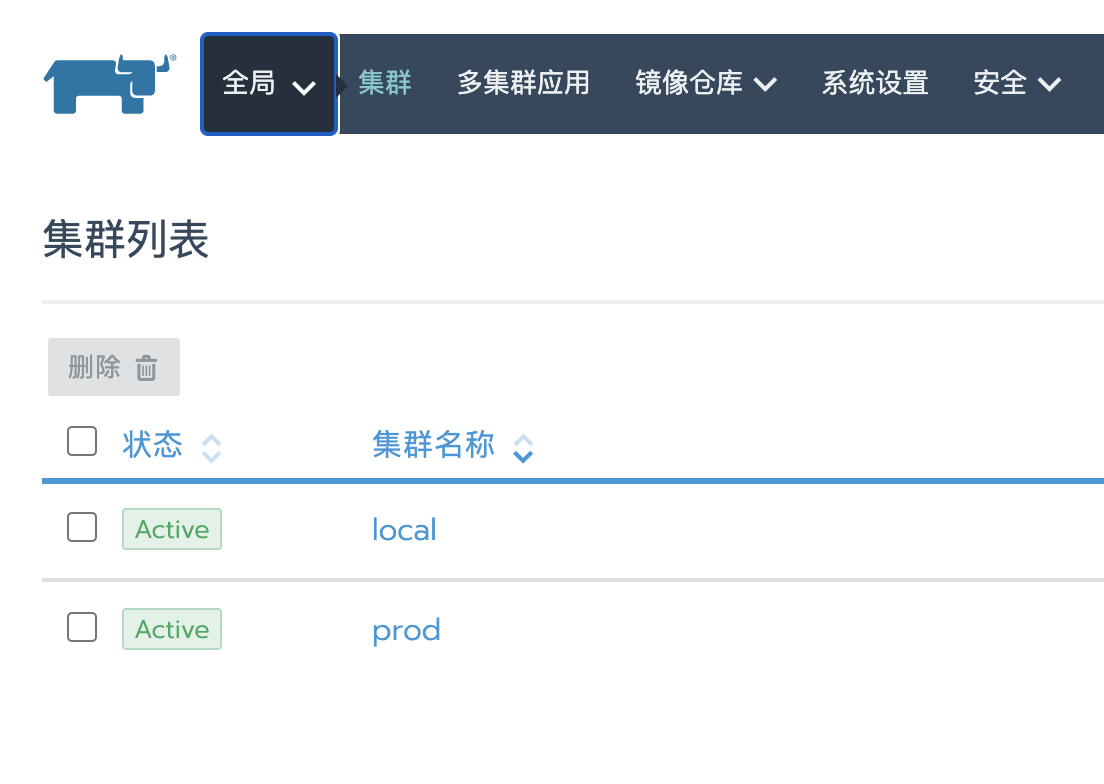 全局 集群 多集群应用 镜像仓库 系统设置 安全
集群列表
删除
状态 集群名称
Active local
Active prod